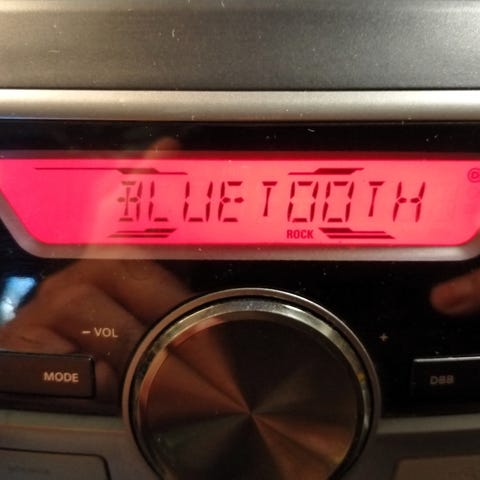 BLUETOOTH
ROCK
– VOL +
MODE
DBB